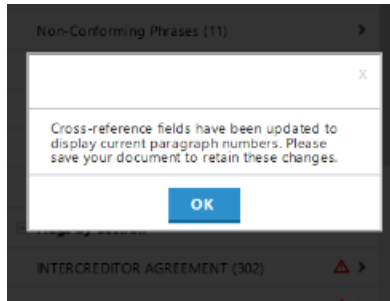 Non-Conforming Phrases (11)
X
Cross-reference fields have been updated to
display current paragraph numbers. Please
save your document to retain these changes.
OK
INTERCREDITOR AGREEMENT (302)